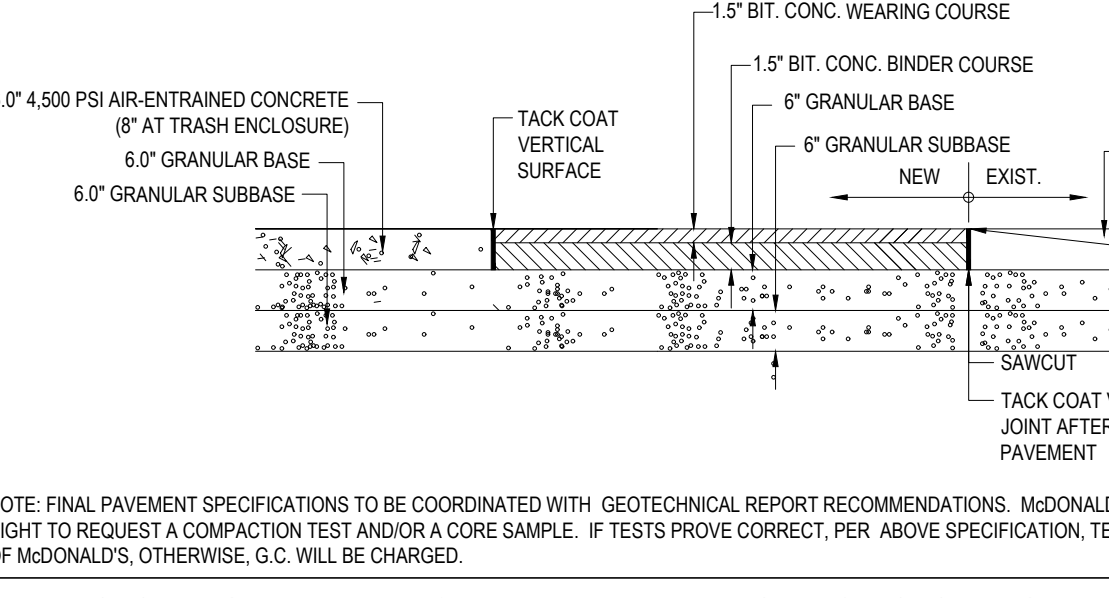 1.5" BIT. CONC. WEARING COURSE
1.5" BIT. CONC. BINDER COURSE
6" GRANULAR BASE
6" GRANULAR SUBBASE
.0" 4,500 PSI AIR-ENTRAINED CONCRETE
(8" AT TRASH ENCLOSURE)
6.0" GRANULAR BASE
6.0" GRANULAR SUBBASE
TACK COAT
VERTICAL
SURFACE
NEW EXIST.
SAWCUT
TACK COAT
JOINT AFTER
PAVEMENT
OTE: FINAL PAVEMENT SPECIFICATIONS TO BE COORDINATED WITH GEOTECHNICAL REPORT RECOMMENDATIONS. McDONALD
IGHT TO REQUEST A COMPACTION TEST AND/OR A CORE SAMPLE. IF TESTS PROVE CORRECT, PER ABOVE SPECIFICATION, TE
OF McDONALD'S, OTHERWISE, G.C. WILL BE CHARGED.